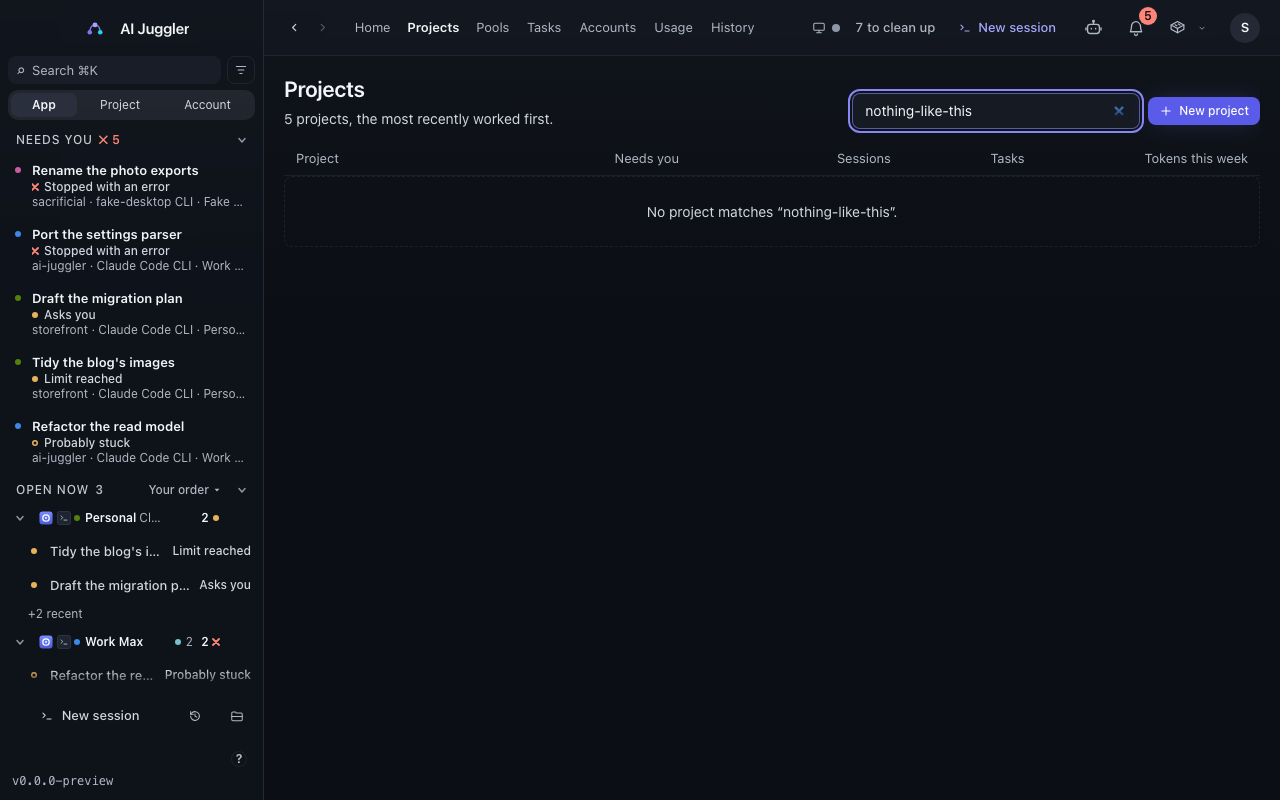 AI Juggler
Search ⌘K
App Project Account
NEEDS YOU 5
Rename the photo exports
Stopped with an error
sacrificial · fake-desktop CLI · Fake ...
Port the settings parser
Stopped with an error
ai-juggler · Claude Code CLI · Work ...
Draft the migration plan
Asks you
storefront · Claude Code CLI · Perso...
Tidy the blog's images
Limit reached
storefront · Claude Code CLI · Perso...
Refactor the read model
Probably stuck
ai-juggler · Claude Code CLI · Work ...
OPEN NOW 3 Your order
Personal Cl... 2
Tidy the blog's i... Limit reached
Draft the migration p... Asks you
+2 recent
Work Max 2 2
Refactor the re... Probably stuck
New session
?
v0.0.0-preview
Home Projects Pools Tasks Accounts Usage History 7 to clean up New session 5 S
Projects
5 projects, the most recently worked first.
nothing-like-this
New project
Project Needs you Sessions Tasks Tokens this week
No project matches “nothing-like-this”.